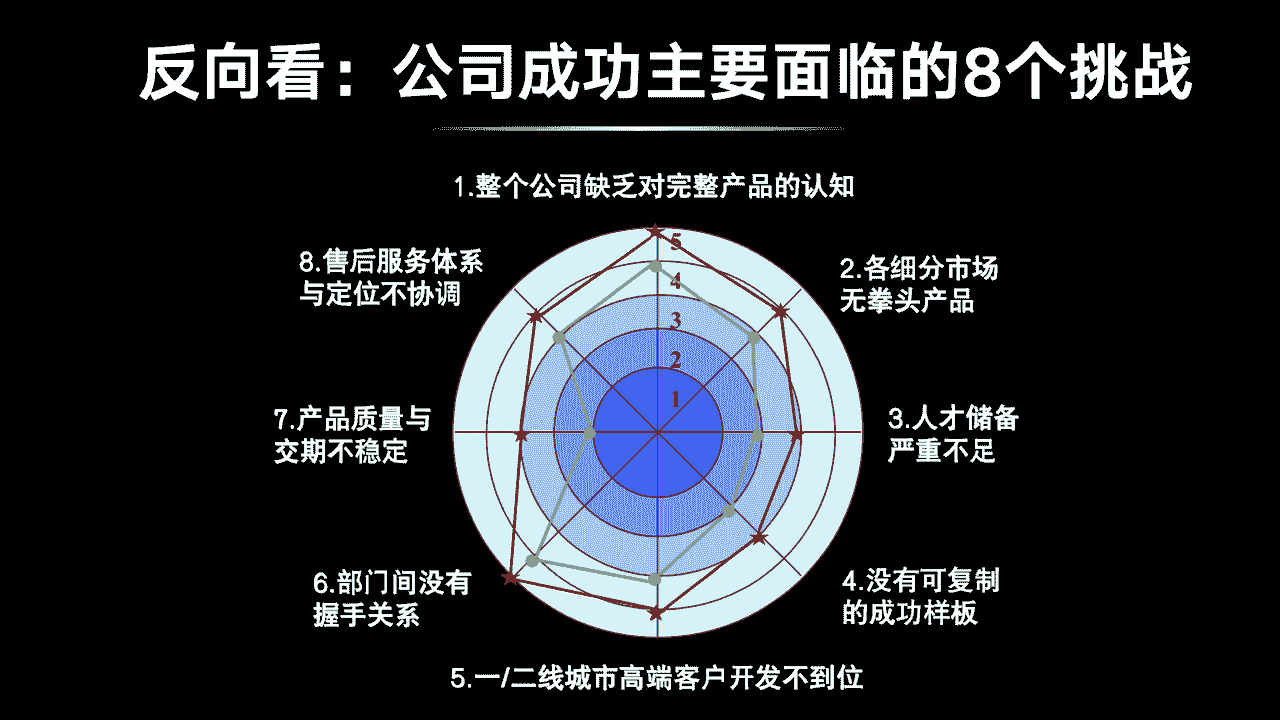 反向看：公司成功主要面临的8个挑战
1.整个公司缺乏对完整产品的认知
2.各细分市场
无拳头产品
3.人才储备
严重不足
4.没有可复制
的成功样板
5.一/二线城市高端客户开发不到位
6.部门间没有
握手关系
7.产品质量与
交期不稳定
8.售后服务体系
与定位不协调
5
4
3
2
1